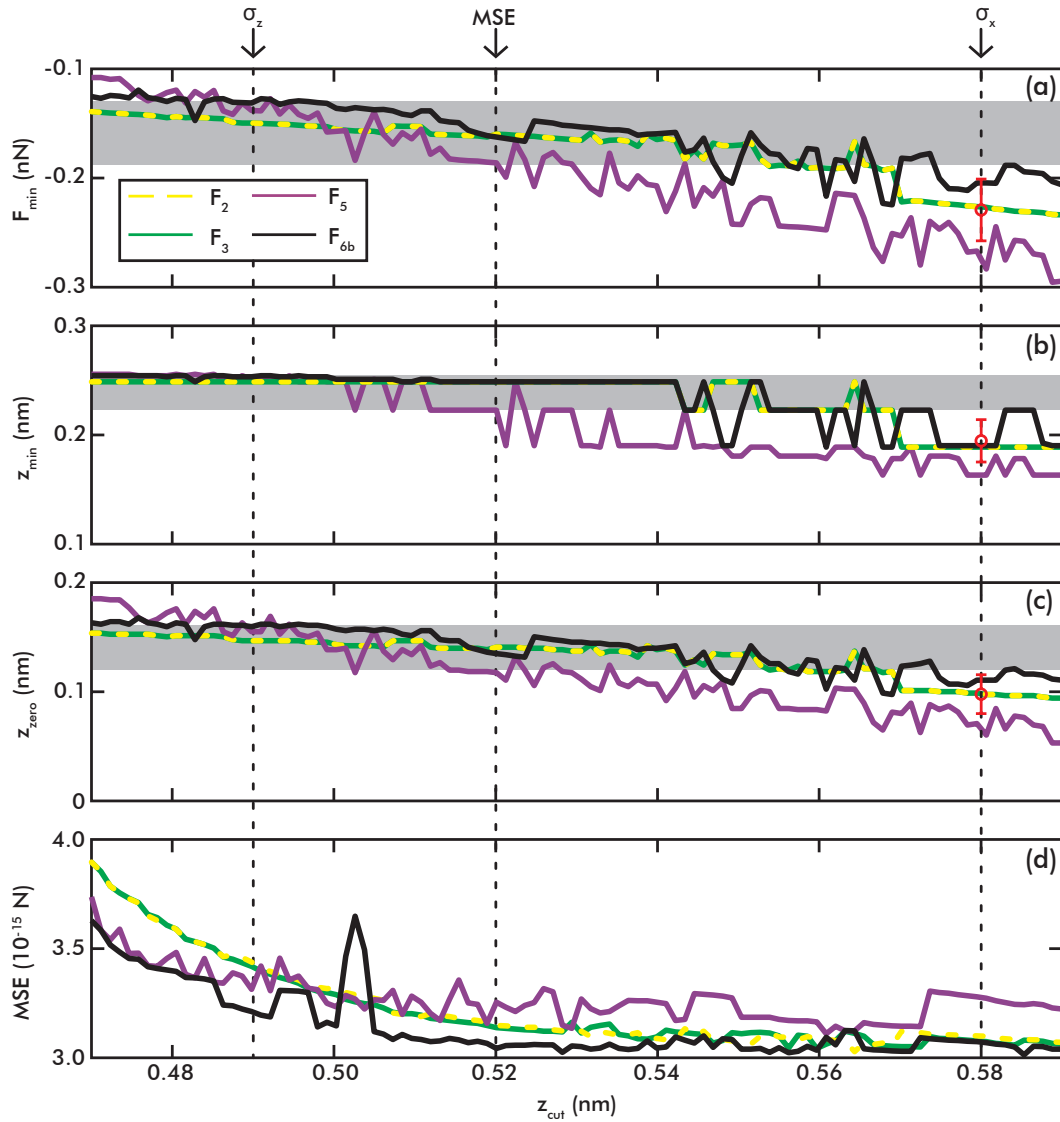 σz MSE σx
(a)
-0.1
-0.2
-0.3
Fmin (nN)
F2 F5
F3 F6b
(b)
0.3
0.2
0.1
zmin (nm)
(c)
0.2
0.1
0
zzero (nm)
(d)
4.0
3.5
3.0
MSE (10-15 N)
0.48 0.50 0.52 0.54 0.56 0.58
zcut (nm)